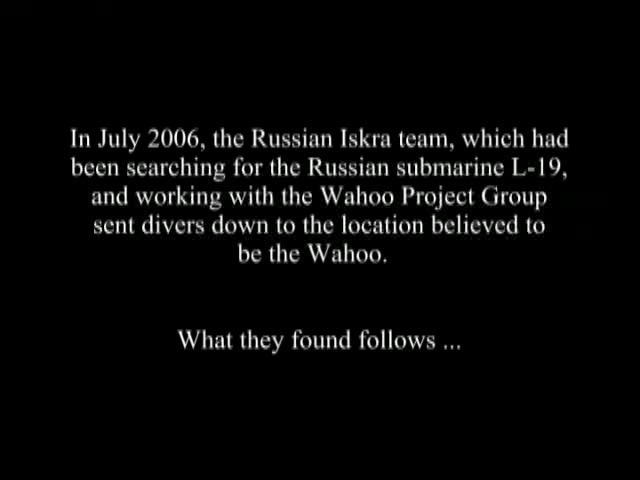 In July 2006, the Russian Iskra team, which had
been searching for the Russian submarine L-19,
and working with the Wahoo Project Group
sent divers down to the location believed to
be the Wahoo.
What they found follows ...